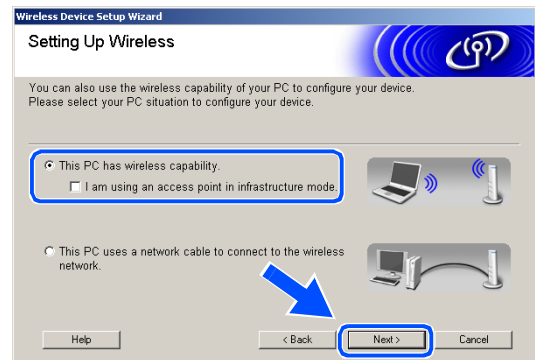 Wireless Device Setup Wizard
Setting Up Wireless
You can also use the wireless capability of your PC to configure your device.
Please select your PC situation to configure your device.
This PC has wireless capability.
I am using an access point in infrastructure mode.
This PC uses a network cable to connect to the wireless
network.
Help
< Back
Next >
Cancel